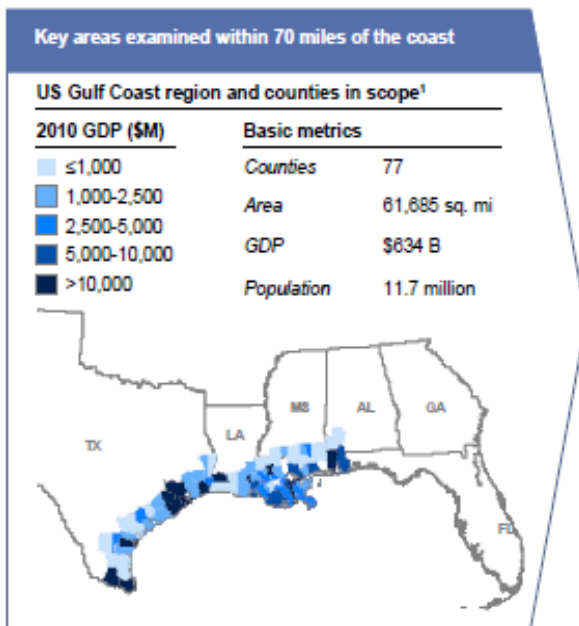 Key areas examined within 70 miles of the coast
US Gulf Coast region and counties in scope¹
2010 GDP ($M)
≤1,000
1,000-2,500
2,500-5,000
5,000-10,000
>10,000
Basic metrics
Counties 77
Area 61,685 sq. mi
GDP $634 B
Population 11.7 million
MS AL GA
LA
TX
FL